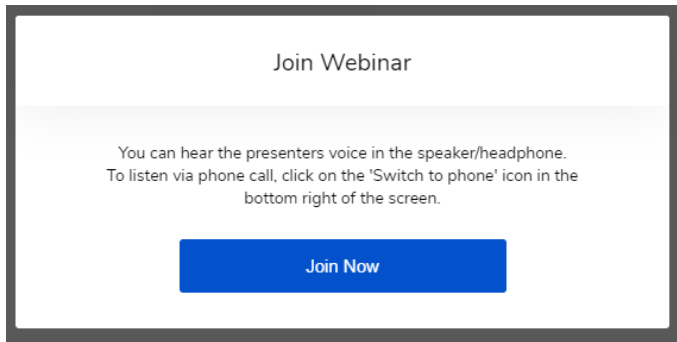 Join Webinar
You can hear the presenters voice in the speaker/headphone.
To listen via phone call, click on the 'Switch to phone' icon in the
bottom right of the screen.
Join Now